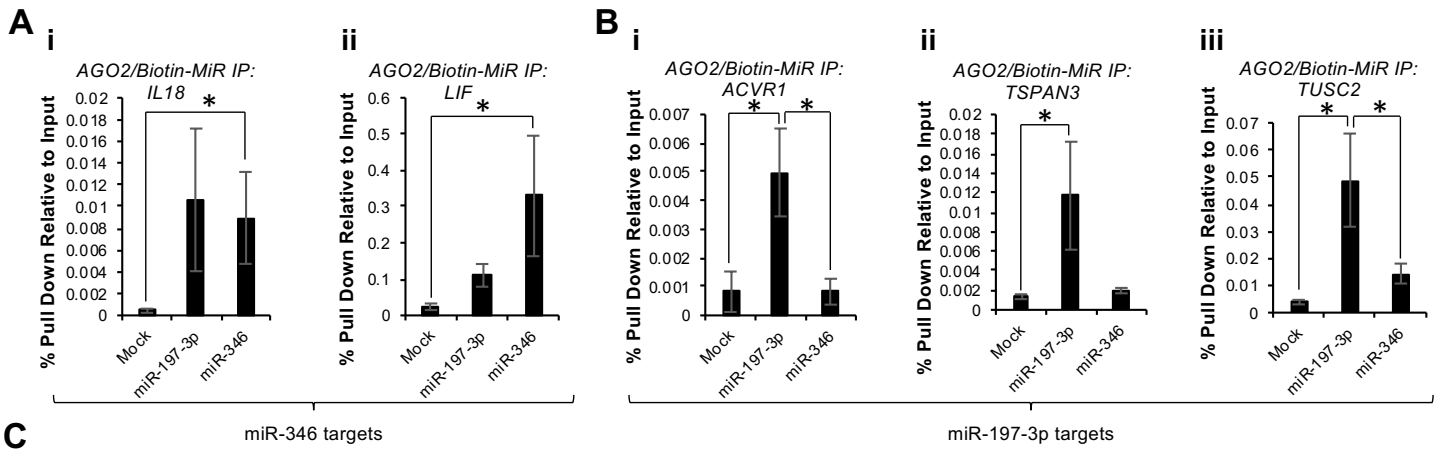 A
i
AGO2/Biotin-MiR IP:
IL18
*
% Pull Down Relative to Input
0.02
0.018
0.016
0.014
0.012
0.01
0.008
0.006
0.004
0.002
0
Mock
miR-197-3p
miR-346
ii
AGO2/Biotin-MiR IP:
LIF
*
% Pull Down Relative to Input
0.6
0.5
0.4
0.3
0.2
0.1
0
Mock
miR-197-3p
miR-346
miR-346 targets
B
i
AGO2/Biotin-MiR IP:
ACVR1
* *
% Pull Down Relative to Input
0.007
0.006
0.005
0.004
0.003
0.002
0.001
0
Mock
miR-197-3p
miR-346
ii
AGO2/Biotin-MiR IP:
TSPAN3
*
% Pull Down Relative to Input
0.02
0.018
0.016
0.014
0.012
0.01
0.008
0.006
0.004
0.002
0
Mock
miR-197-3p
miR-346
iii
AGO2/Biotin-MiR IP:
TUSC2
* *
% Pull Down Relative to Input
0.07
0.06
0.05
0.04
0.03
0.02
0.01
0
Mock
miR-197-3p
miR-346
miR-197-3p targets
C